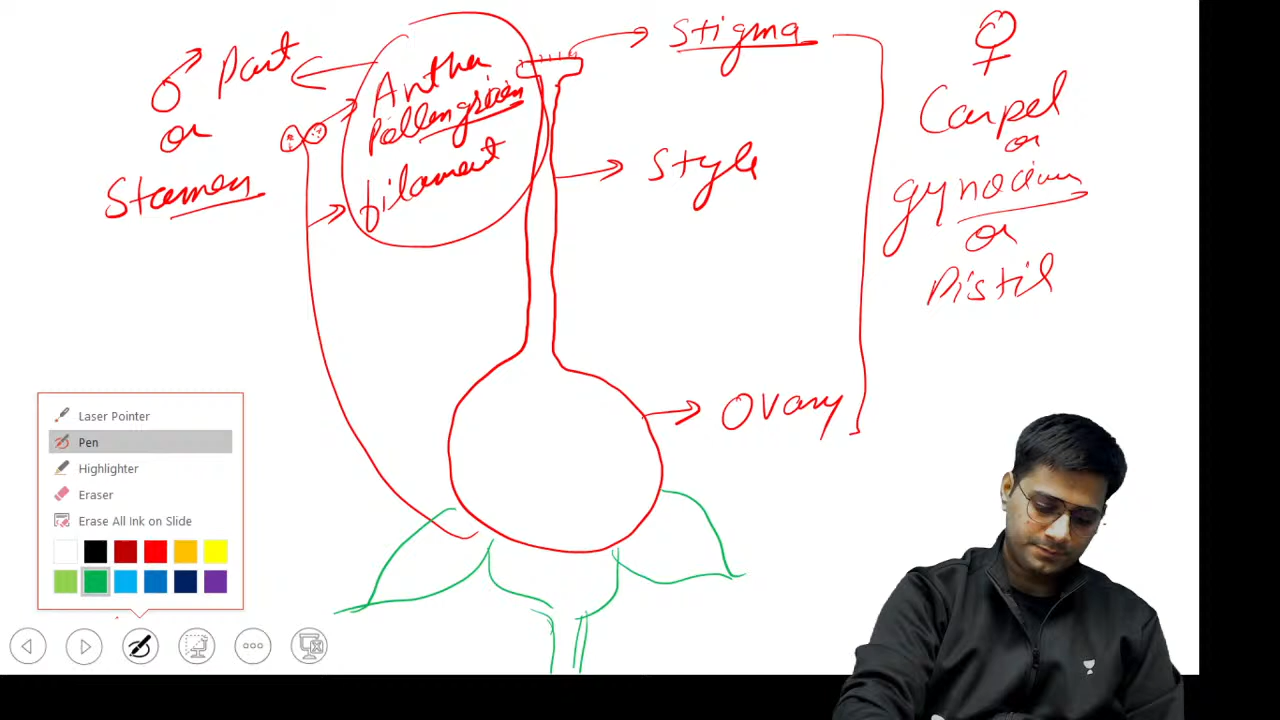 ♂ Part
or
Stamen
Anther
Pollengrain
filament
Stigma
Style
Ovary
♀
Carpel
or
gynocium
or
Pistil
Laser Pointer
Pen
Highlighter
Eraser
Erase All Ink on Slide